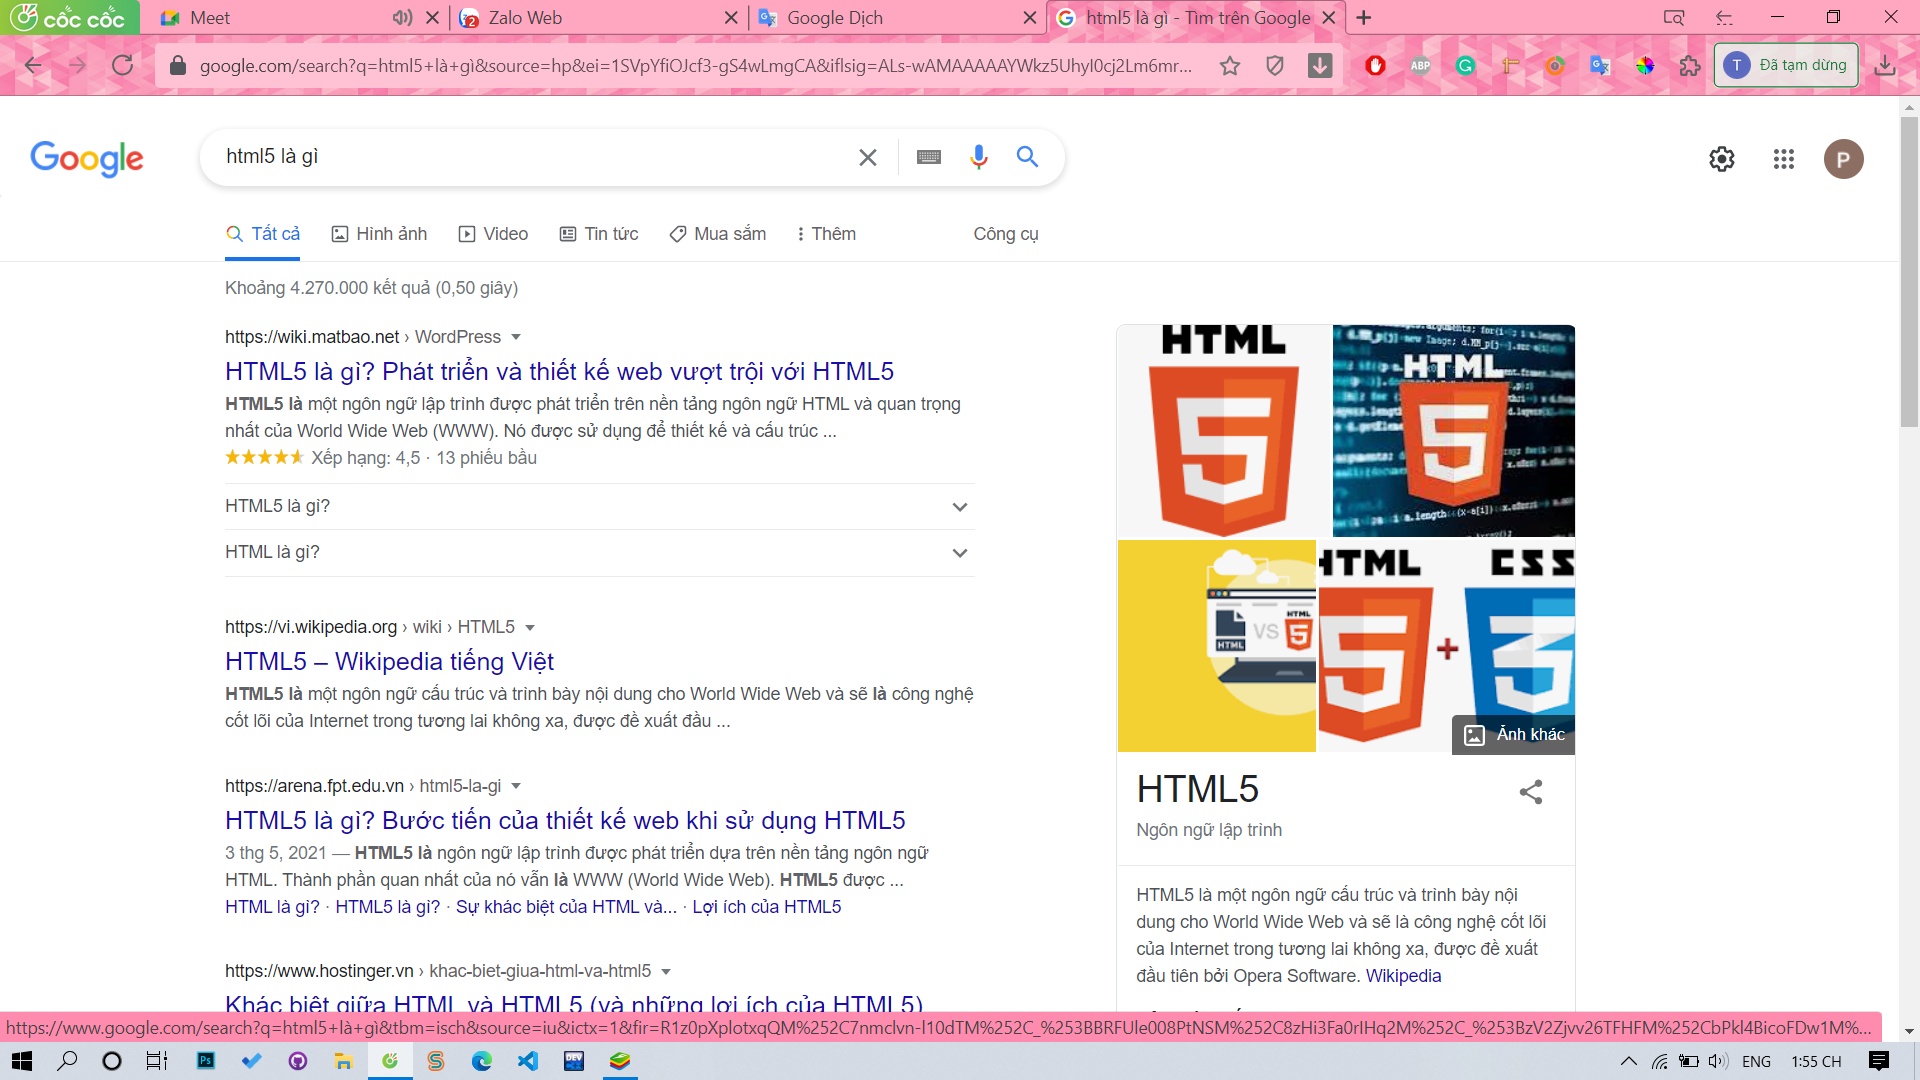 cốc cốc
Meet
Zalo Web
Google Dịch
html5 là gì - Tìm trên Google
google.com/search?q=html5+là+gì&source=hp&ei=1SVpYfiOJcf3-gS4wLmgCA&iflsig=ALs-wAMAAAAAYWkz5UhyI0cj2Lm6mr...
ABP
T Đã tạm dừng
Google
html5 là gì
P
Tất cả
Hình ảnh
Video
Tin tức
Mua sắm
Thêm
Công cụ
Khoảng 4.270.000 kết quả (0,50 giây)
https://wiki.matbao.net › WordPress
HTML5 là gì? Phát triển và thiết kế web vượt trội với HTML5
HTML5 là một ngôn ngữ lập trình được phát triển trên nền tảng ngôn ngữ HTML và quan trọng
nhất của World Wide Web (WWW). Nó được sử dụng để thiết kế và cấu trúc ...
Xếp hạng: 4,5 · 13 phiếu bầu
HTML5 là gì?
HTML là gì?
https://vi.wikipedia.org › wiki › HTML5
HTML5 – Wikipedia tiếng Việt
HTML5 là một ngôn ngữ cấu trúc và trình bày nội dung cho World Wide Web và sẽ là công nghệ
cốt lõi của Internet trong tương lai không xa, được đề xuất đầu ...
https://arena.fpt.edu.vn › html5-la-gi
HTML5 là gì? Bước tiến của thiết kế web khi sử dụng HTML5
3 thg 5, 2021 — HTML5 là ngôn ngữ lập trình được phát triển dựa trên nền tảng ngôn ngữ
HTML. Thành phần quan nhất của nó vẫn là WWW (World Wide Web). HTML5 được ...
HTML là gì? · HTML5 là gì? · Sự khác biệt của HTML và... · Lợi ích của HTML5
https://www.hostinger.vn › khac-biet-giua-html-va-html5
Khác biệt giữa HTML và HTML5 (và những lợi ích của HTML5)
HTML
5
HTML
5
HTML VS HTML 5
HTML CSS
5 + 3
Ảnh khác
HTML5
Ngôn ngữ lập trình
HTML5 là một ngôn ngữ cấu trúc và trình bày nội
dung cho World Wide Web và sẽ là công nghệ cốt lõi
của Internet trong tương lai không xa, được đề xuất
đầu tiên bởi Opera Software. Wikipedia
https://www.google.com/search?q=html5+là+gì&tbm=isch&source=iu&ictx=1&fir=R1z0pXplotxqQM%252C7nmclvn-I10dTM%252C_%253BBRFUle008PtNSM%252C8zHi3Fa0rIHq2M%252C_%253BzV2Zjvv26TFHFM%252CbPkl4BicoFDw1M%...
Ps
DEV
ENG
1:55 CH